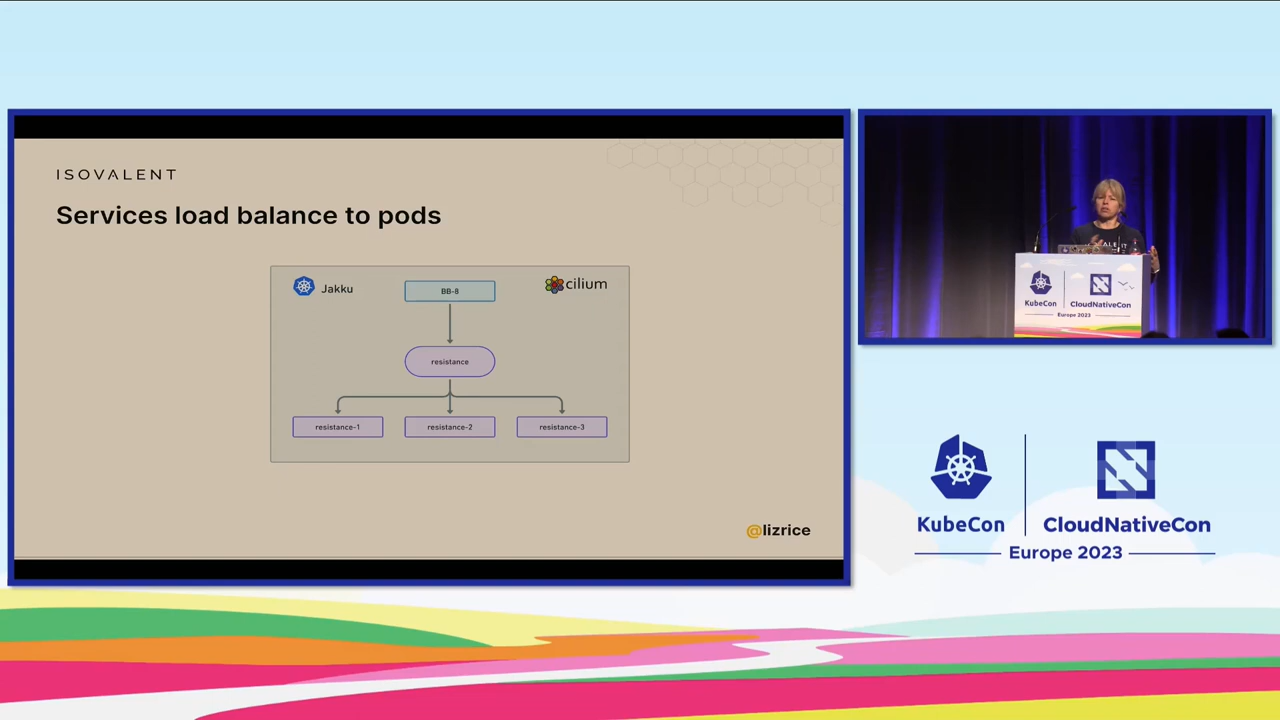 ISOVALENT
Services load balance to pods
Jakku
BB-8
cilium
resistance
resistance-1
resistance-2
resistance-3
@lizrice
KubeCon
CloudNativeCon
Europe 2023
KubeCon
CloudNativeCon
Europe 2023